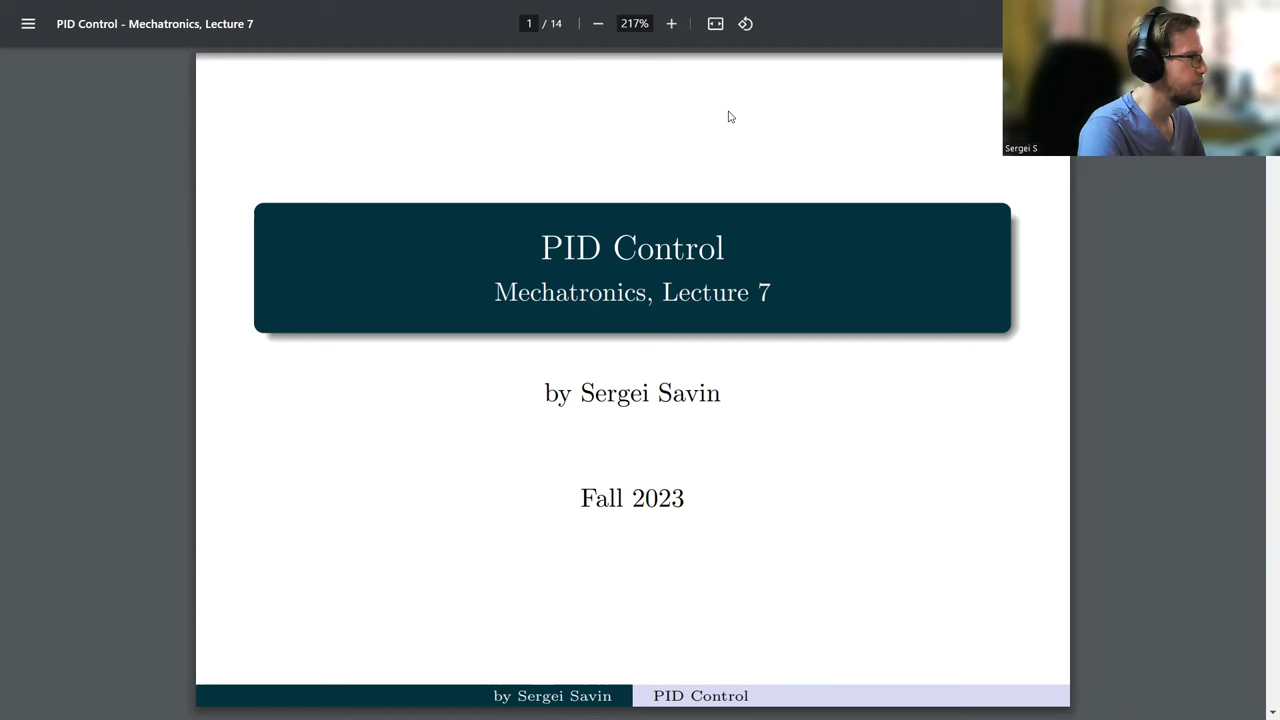 PID Control - Mechatronics, Lecture 7
1 / 14
217%
Sergei S
PID Control
Mechatronics, Lecture 7
by Sergei Savin
Fall 2023
by Sergei Savin
PID Control